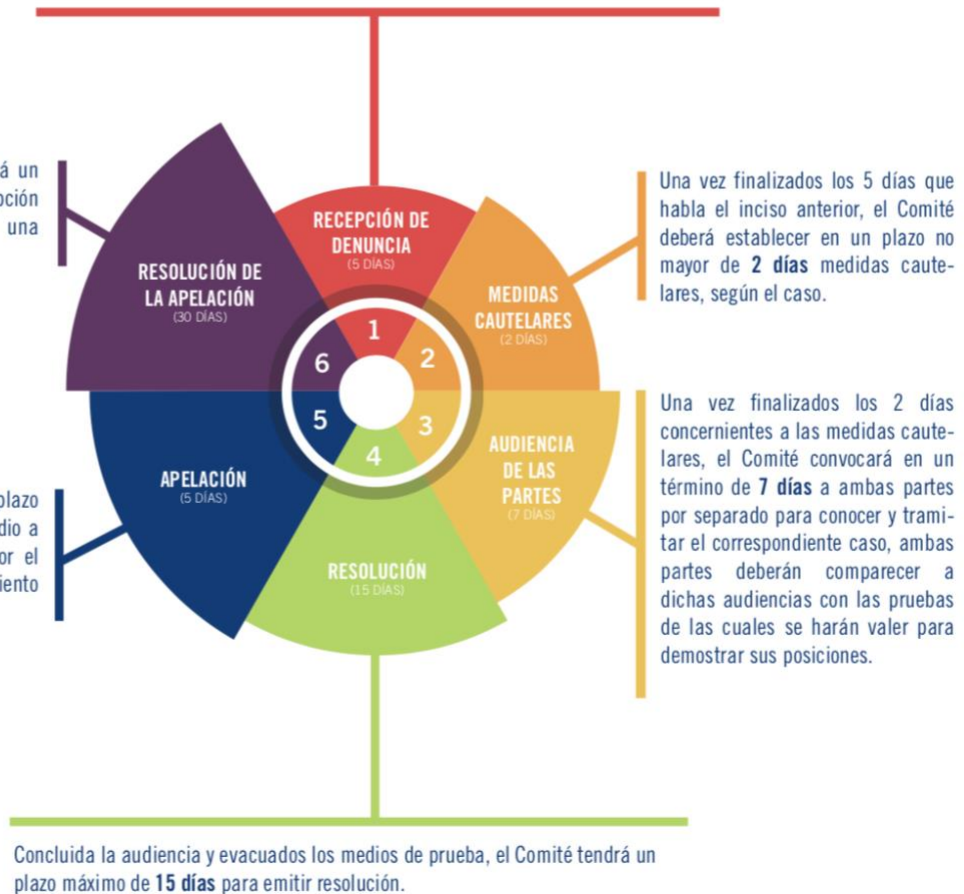 RECEPCIÓN DE
DENUNCIA
(5 DÍAS)
MEDIDAS
CAUTELARES
(2 DÍAS)
AUDIENCIA
DE LAS
PARTES
(7 DÍAS)
RESOLUCIÓN
(15 DÍAS)
APELACIÓN
(5 DÍAS)
RESOLUCIÓN DE
LA APELACIÓN
(30 DÍAS)
1
2
3
4
5
6
Una vez finalizados los 5 días que
habla el inciso anterior, el Comité
deberá establecer en un plazo no
mayor de 2 días medidas caute-
lares, según el caso.
Una vez finalizados los 2 días
concernientes a las medidas caute-
lares, el Comité convocará en un
término de 7 días a ambas partes
por separado para conocer y trami-
tar el correspondiente caso, ambas
partes deberán comparecer a
dichas audiencias con las pruebas
de las cuales se harán valer para
demostrar sus posiciones.
Concluida la audiencia y evacuados los medios de prueba, el Comité tendrá un
plazo máximo de 15 días para emitir resolución.
plazo
a
el
un
una